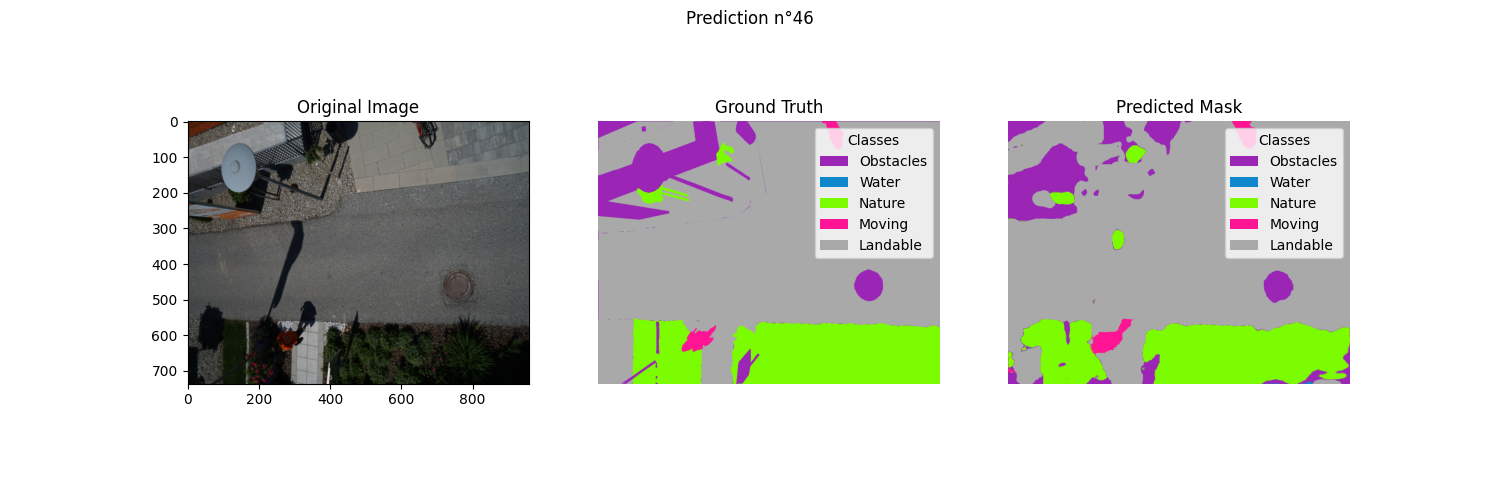 Prediction n°46
Original Image
Ground Truth
Predicted Mask
0
100
200
300
400
500
600
700
0
200
400
600
800
Classes
Obstacles
Water
Nature
Moving
Landable
Classes
Obstacles
Water
Nature
Moving
Landable